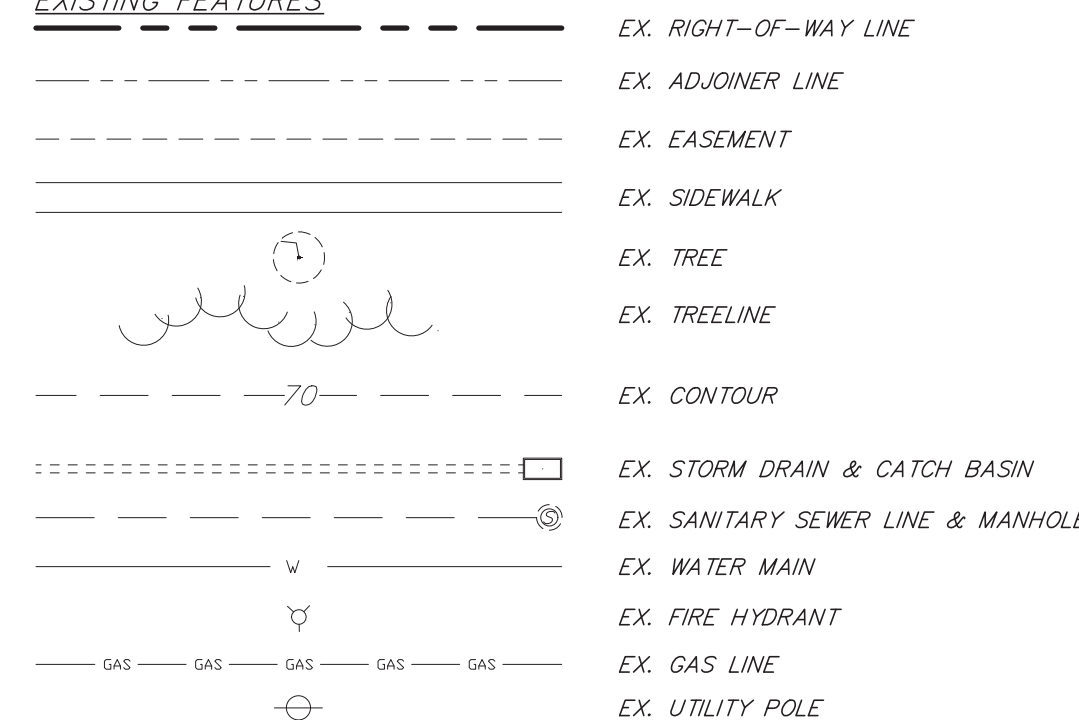 EXISTING FEATURES
EX. RIGHT-OF-WAY LINE
EX. ADJOINER LINE
EX. EASEMENT
EX. SIDEWALK
EX. TREE
EX. TREELINE
70 EX. CONTOUR
EX. STORM DRAIN & CATCH BASIN
S EX. SANITARY SEWER LINE & MANHOLE
W EX. WATER MAIN
EX. FIRE HYDRANT
GAS GAS GAS GAS GAS EX. GAS LINE
EX. UTILITY POLE